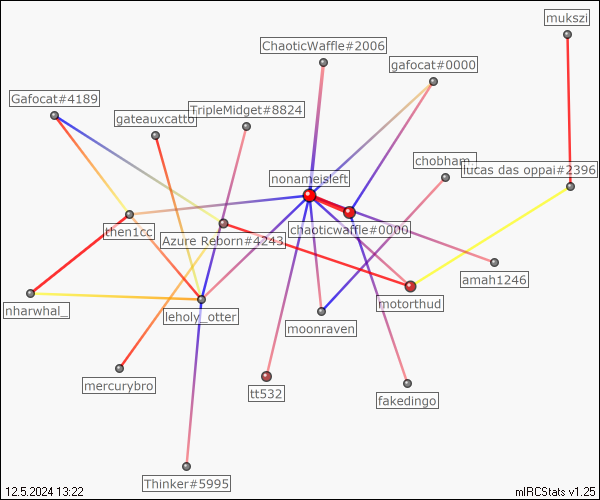 mukszi
ChaoticWaffle#2006
gafocat#0000
Gafocat#4189
TripleMidget#8824
gateauxcatto
chobham
lucas das oppai#2396
nonameisleft
chaoticwaffle#0000
then1cc
Azure Reborn#4243
amah1246
motorthud
nharwhal_
leholy_otter
moonraven
mercurybro
tt532
fakedingo
Thinker#5995
12.5.2024 13:22
mIRCStats v1.25